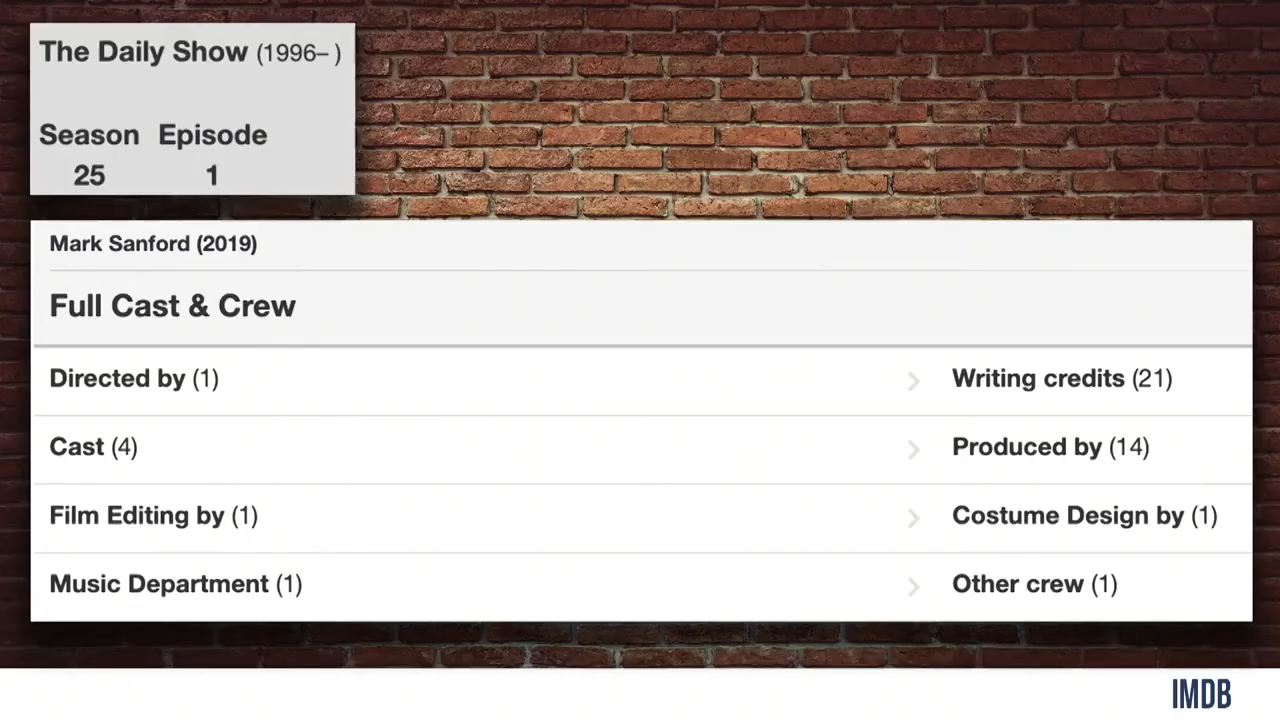 The Daily Show (1996– )
Season Episode
25 1
Mark Sanford (2019)
Full Cast & Crew
Directed by (1)
Writing credits (21)
Cast (4)
Produced by (14)
Film Editing by (1)
Costume Design by (1)
Music Department (1)
Other crew (1)
IMDB